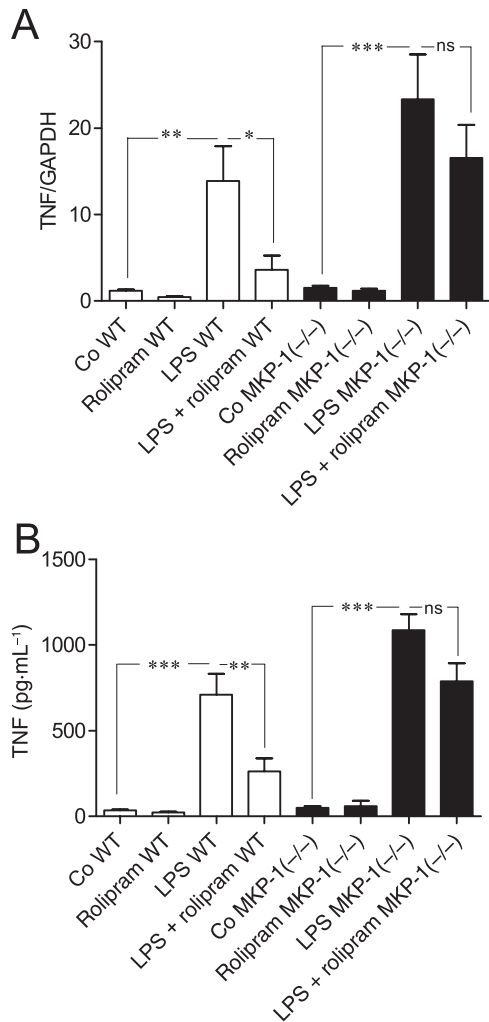 A
TNF/GAPDH
30
20
10
0
** *
*** ns
Co WT
Rolipram WT
LPS WT
LPS + rolipram WT
Co MKP-1(−/−)
Rolipram MKP-1(−/−)
LPS MKP-1(−/−)
LPS + rolipram MKP-1(−/−)
B
TNF (pg·mL⁻¹)
1500
1000
500
0
*** **
*** ns
Co WT
Rolipram WT
LPS WT
LPS + rolipram WT
Co MKP-1(−/−)
Rolipram MKP-1(−/−)
LPS MKP-1(−/−)
LPS + rolipram MKP-1(−/−)